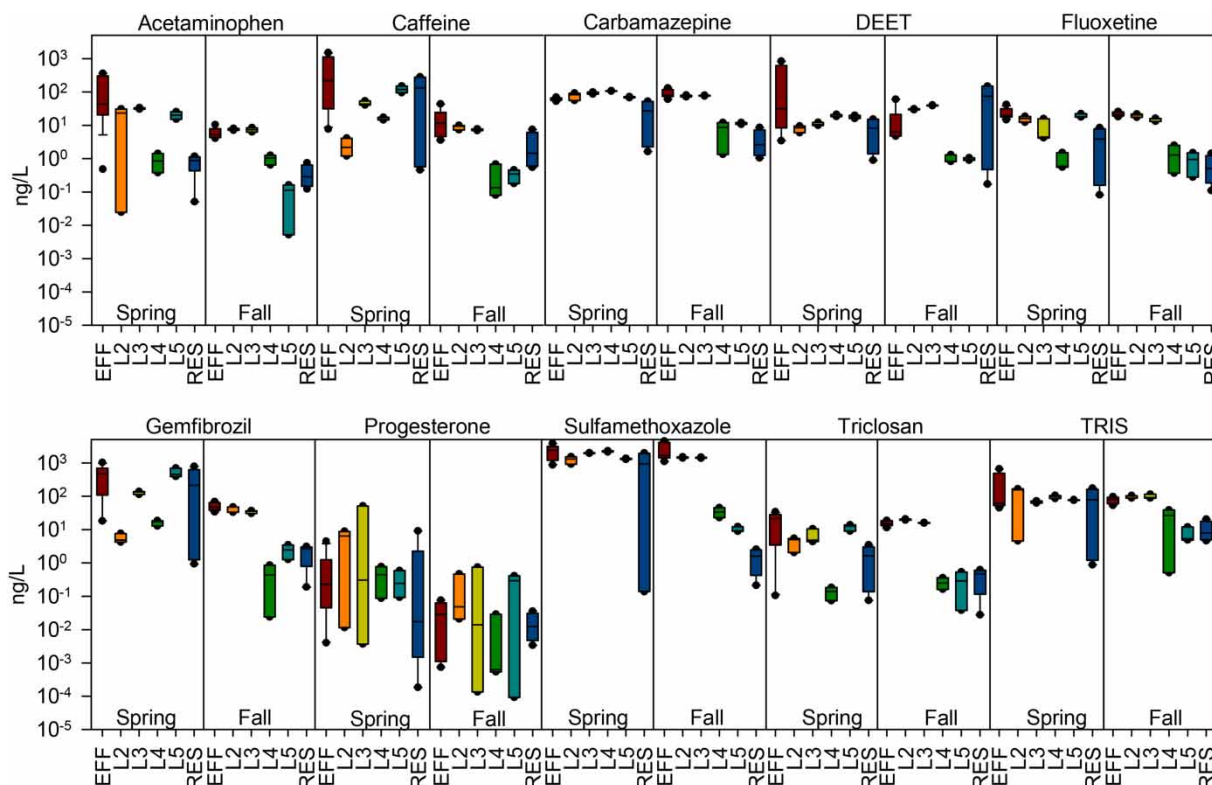 Acetaminophen Caffeine Carbamazepine DEET Fluoxetine
10³
10²
10¹
10⁰
10⁻¹
10⁻²
10⁻³
10⁻⁴
10⁻⁵
ng/L
Spring Fall Spring Fall Spring Fall Spring Fall Spring Fall
EFF L2 L3 L4 L5 RES EFF L2 L3 L4 L5 RES EFF L2 L3 L4 L5 RES EFF L2 L3 L4 L5 RES EFF L2 L3 L4 L5 RES EFF L2 L3 L4 L5 RES EFF L2 L3 L4 L5 RES EFF L2 L3 L4 L5 RES EFF L2 L3 L4 L5 RES EFF L2 L3 L4 L5 RES
Gemfibrozil Progesterone Sulfamethoxazole Triclosan TRIS
10³
10²
10¹
10⁰
10⁻¹
10⁻²
10⁻³
10⁻⁴
10⁻⁵
ng/L
Spring Fall Spring Fall Spring Fall Spring Fall Spring Fall
EFF L2 L3 L4 L5 RES EFF L2 L3 L4 L5 RES EFF L2 L3 L4 L5 RES EFF L2 L3 L4 L5 RES EFF L2 L3 L4 L5 RES EFF L2 L3 L4 L5 RES EFF L2 L3 L4 L5 RES EFF L2 L3 L4 L5 RES EFF L2 L3 L4 L5 RES EFF L2 L3 L4 L5 RES